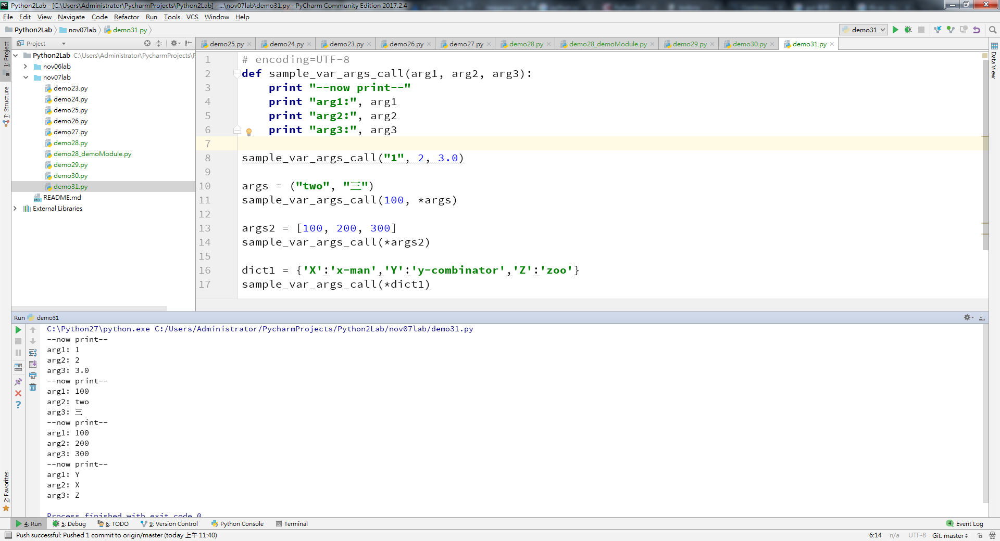 Python2Lab - [C:\Users\Administrator\PycharmProjects\Python2Lab] - ...\nov07lab\demo31.py - PyCharm Community Edition 2017.2.4
File Edit View Navigate Code Refactor Run Tools VCS Window Help
Python2Lab nov07lab demo31.py demo31
Project demo25.py demo24.py demo23.py demo26.py demo27.py demo28.py demo28_demoModule.py demo29.py demo30.py demo31.py
1: Project
7: Structure
2: Favorites
Data View
Python2Lab C:\Users\Administrator\PycharmProjects\P
nov06lab
nov07lab
demo23.py
demo24.py
demo25.py
demo26.py
demo27.py
demo28.py
demo28_demoModule.py
demo29.py
demo30.py
demo31.py
README.md
External Libraries
1 # encoding=UTF-8
2 def sample_var_args_call(arg1, arg2, arg3):
3 print "--now print--"
4 print "arg1:", arg1
5 print "arg2:", arg2
6 print "arg3:", arg3
7
8 sample_var_args_call("1", 2, 3.0)
9
10 args = ("two", "三")
11 sample_var_args_call(100, *args)
12
13 args2 = [100, 200, 300]
14 sample_var_args_call(*args2)
15
16 dict1 = {'X':'x-man','Y':'y-combinator','Z':'zoo'}
17 sample_var_args_call(*dict1)
Run demo31
C:\Python27\python.exe C:/Users/Administrator/PycharmProjects/Python2Lab/nov07lab/demo31.py
--now print--
arg1: 1
arg2: 2
arg3: 3.0
--now print--
arg1: 100
arg2: two
arg3: 三
--now print--
arg1: 100
arg2: 200
arg3: 300
--now print--
arg1: Y
arg2: X
arg3: Z
Process finished with exit code 0
4: Run 5: Debug 6: TODO 9: Version Control Python Console Terminal 4 Event Log
Push successful: Pushed 1 commit to origin/master (today 上午 11:40) 6:14 n/a UTF-8 Git: master